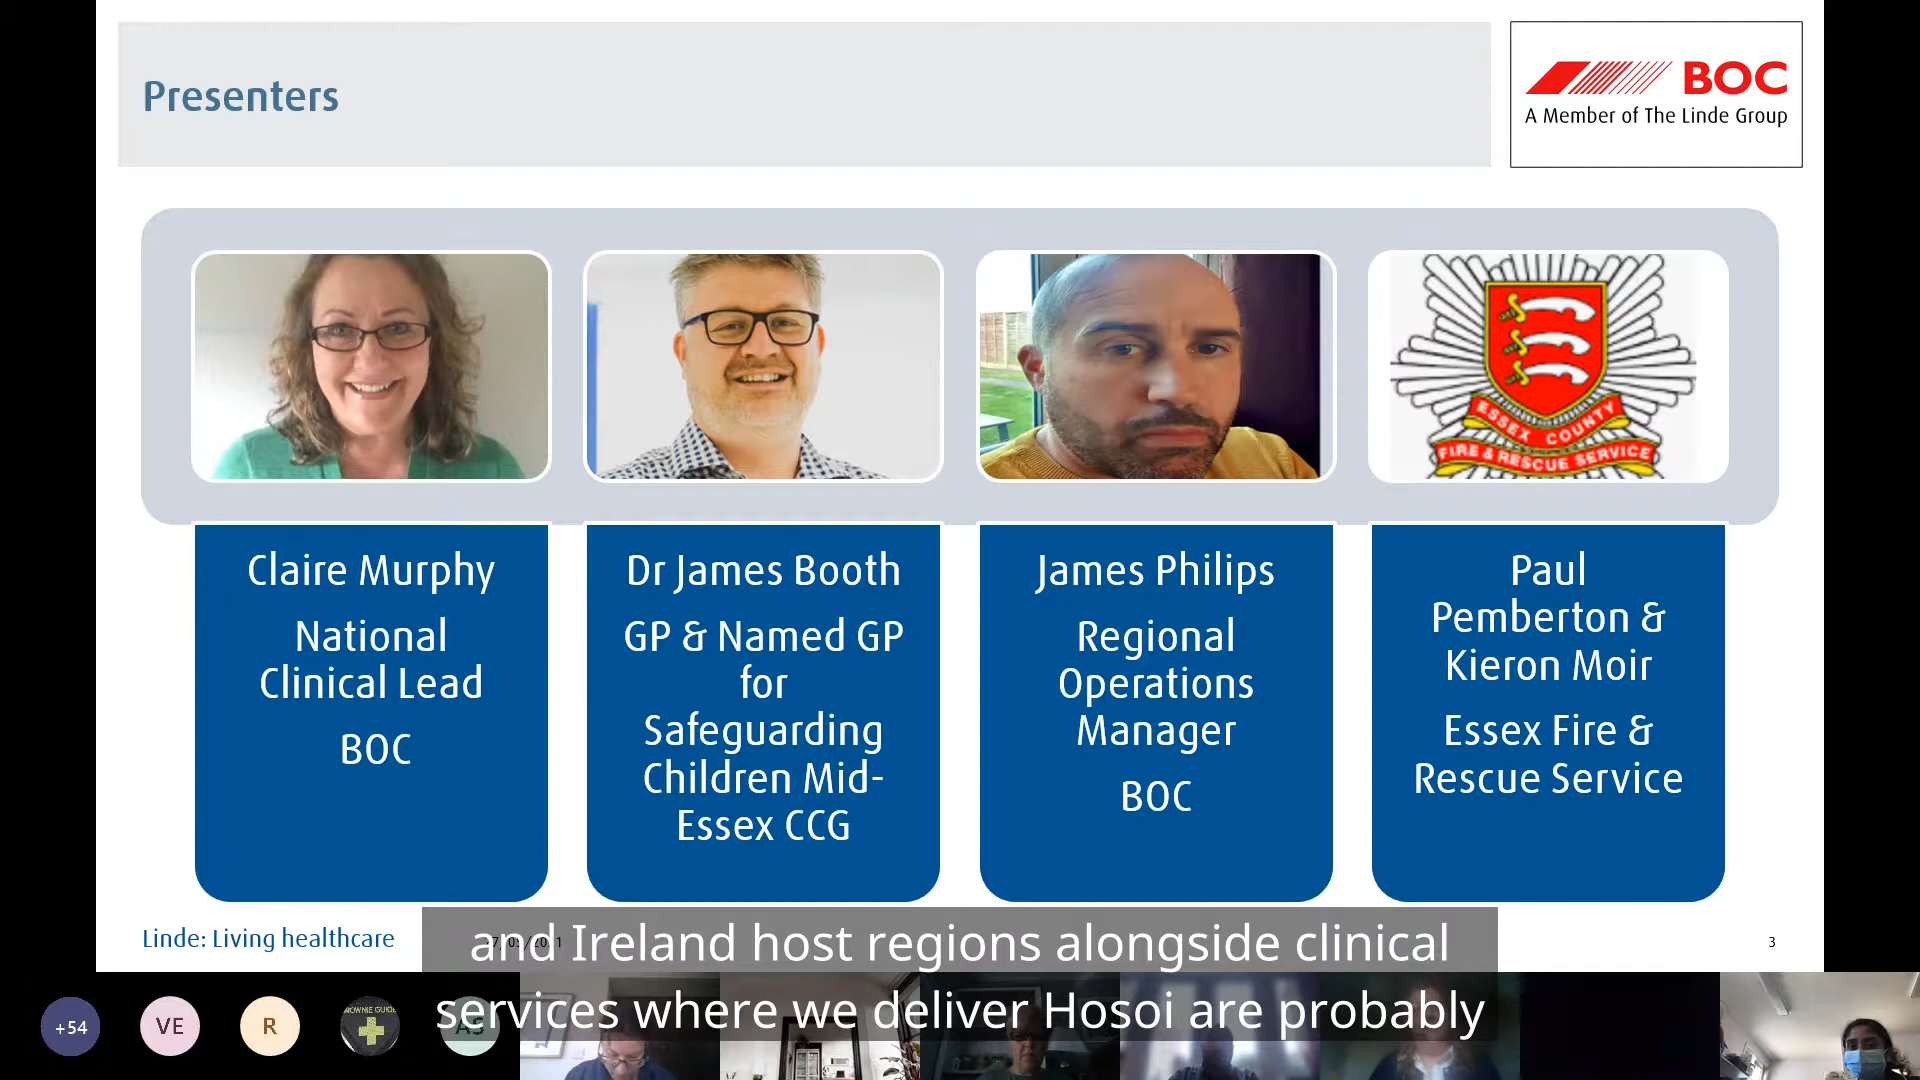 Presenters
BOC
A Member of The Linde Group
ESSEX COUNTY
FIRE & RESCUE SERVICE
Claire Murphy
National
Clinical Lead
BOC
Dr James Booth
GP & Named GP
for
Safeguarding
Children Mid-
Essex CCG
James Philips
Regional
Operations
Manager
BOC
Paul
Pemberton &
Kieron Moir
Essex Fire &
Rescue Service
Linde: Living healthcare
3
and Ireland host regions alongside clinical
services where we deliver Hosoi are probably
+54
VE
R